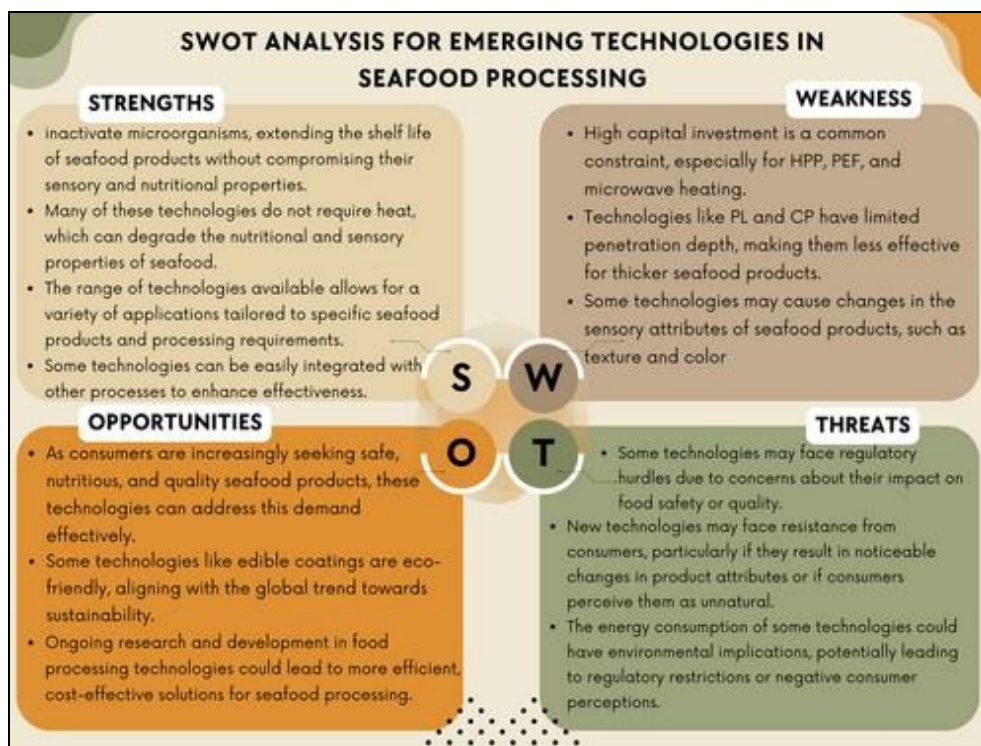 SWOT ANALYSIS FOR EMERGING TECHNOLOGIES IN
SEAFOOD PROCESSING
STRENGTHS
• inactivate microorganisms, extending the shelf life
of seafood products without compromising their
sensory and nutritional properties.
• Many of these technologies do not require heat,
which can degrade the nutritional and sensory
properties of seafood.
• The range of technologies available allows for a
variety of applications tailored to specific seafood
products and processing requirements.
• Some technologies can be easily integrated with
other processes to enhance effectiveness.
WEAKNESS
• High capital investment is a common
constraint, especially for HPP, PEF, and
microwave heating.
• Technologies like PL and CP have limited
penetration depth, making them less effective
for thicker seafood products.
• Some technologies may cause changes in the
sensory attributes of seafood products, such as
texture and color
S W
O T
OPPORTUNITIES
• As consumers are increasingly seeking safe,
nutritious, and quality seafood products, these
technologies can address this demand
effectively.
• Some technologies like edible coatings are eco-
friendly, aligning with the global trend towards
sustainability.
• Ongoing research and development in food
processing technologies could lead to more efficient,
cost-effective solutions for seafood processing.
THREATS
• Some technologies may face regulatory
hurdles due to concerns about their impact on
food safety or quality.
• New technologies may face resistance from
consumers, particularly if they result in noticeable
changes in product attributes or if consumers
perceive them as unnatural.
• The energy consumption of some technologies could
have environmental implications, potentially leading
to regulatory restrictions or negative consumer
perceptions.